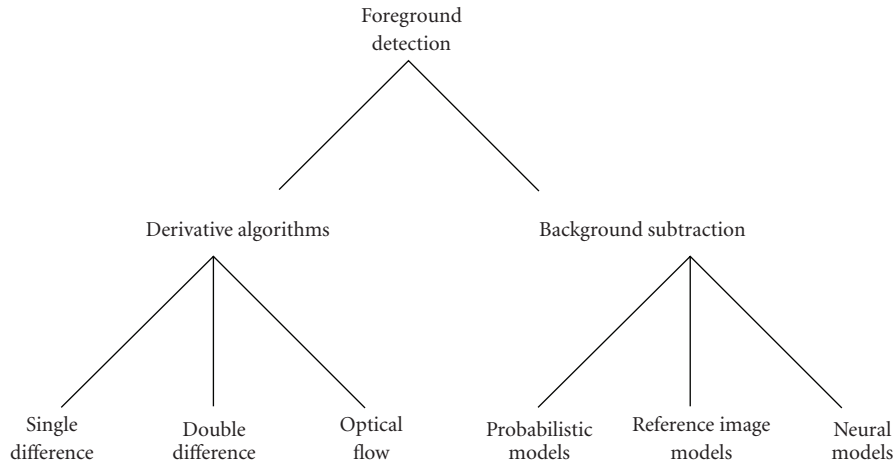 Foreground
detection
Derivative algorithms
Background subtraction
Single
difference
Double
difference
Optical
flow
Probabilistic
models
Reference image
models
Neural
models